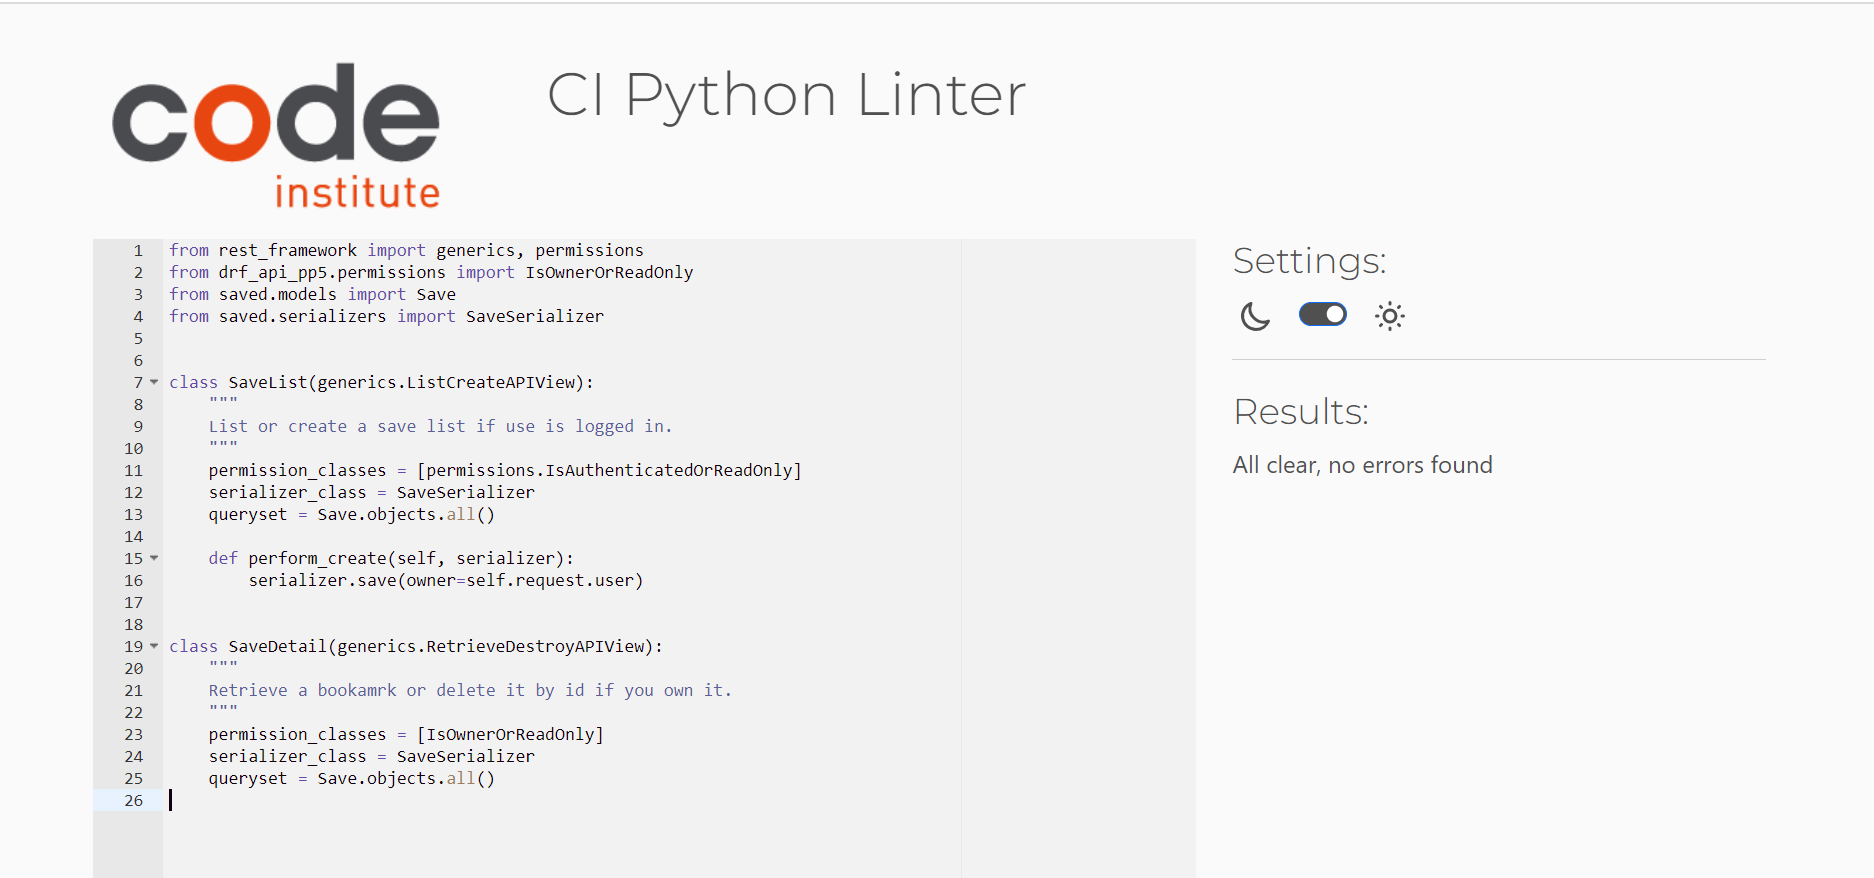 code
institute
CI Python Linter
1 from rest_framework import generics, permissions
2 from drf_api_pp5.permissions import IsOwnerOrReadOnly
3 from saved.models import Save
4 from saved.serializers import SaveSerializer
5
6
7 class SaveList(generics.ListCreateAPIView):
8     """
9     List or create a save list if use is logged in.
10     """
11     permission_classes = [permissions.IsAuthenticatedOrReadOnly]
12     serializer_class = SaveSerializer
13     queryset = Save.objects.all()
14
15     def perform_create(self, serializer):
16         serializer.save(owner=self.request.user)
17
18
19 class SaveDetail(generics.RetrieveDestroyAPIView):
20     """
21     Retrieve a bookamrk or delete it by id if you own it.
22     """
23     permission_classes = [IsOwnerOrReadOnly]
24     serializer_class = SaveSerializer
25     queryset = Save.objects.all()
26
Settings:
Results:
All clear, no errors found